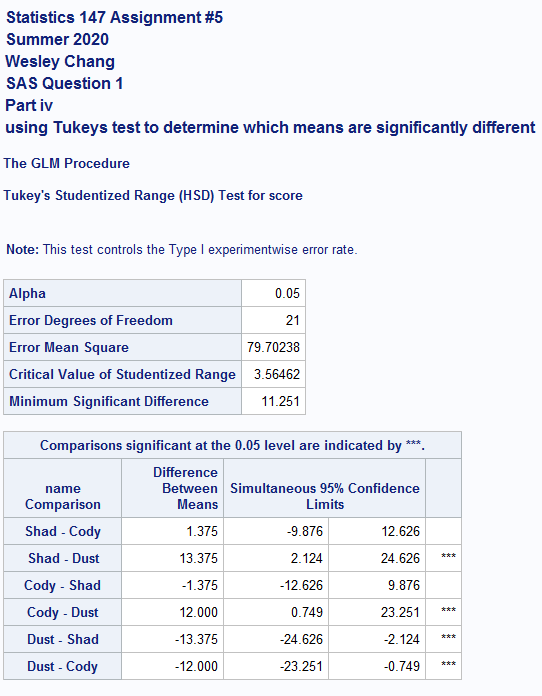 Statistics 147 Assignment #5
Summer 2020
Wesley Chang
SAS Question 1
Part iv
using Tukeys test to determine which means are significantly different
The GLM Procedure
Tukey's Studentized Range (HSD) Test for score
Note: This test controls the Type I experimentwise error rate.
Alpha 0.05
Error Degrees of Freedom 21
Error Mean Square 79.70238
Critical Value of Studentized Range 3.56462
Minimum Significant Difference 11.251
Comparisons significant at the 0.05 level are indicated by ***.
name Comparison Difference Between Means Simultaneous 95% Confidence Limits
Shad - Cody 1.375 -9.876 12.626
Shad - Dust 13.375 2.124 24.626 ***
Cody - Shad -1.375 -12.626 9.876
Cody - Dust 12.000 0.749 23.251 ***
Dust - Shad -13.375 -24.626 -2.124 ***
Dust - Cody -12.000 -23.251 -0.749 ***